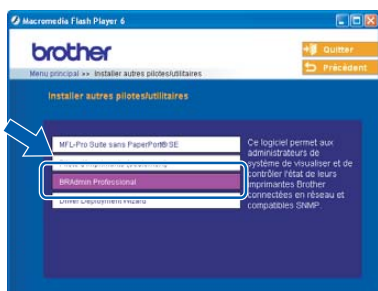 Macromedia Flash Player 6
brother
Quitter
Précédent
Menu principal >> Installer autres pilotes/utilitaires
Installer autres pilotes/utilitaires
MFL-Pro Suite sans PaperPort® SE
BRAdmin Professional
Driver Deployment Wizard
Ce logiciel permet aux
administrateurs de
système de visualiser et de
contrôler l'état de leurs
imprimantes Brother
connectées en réseau et
compatibles SNMP.